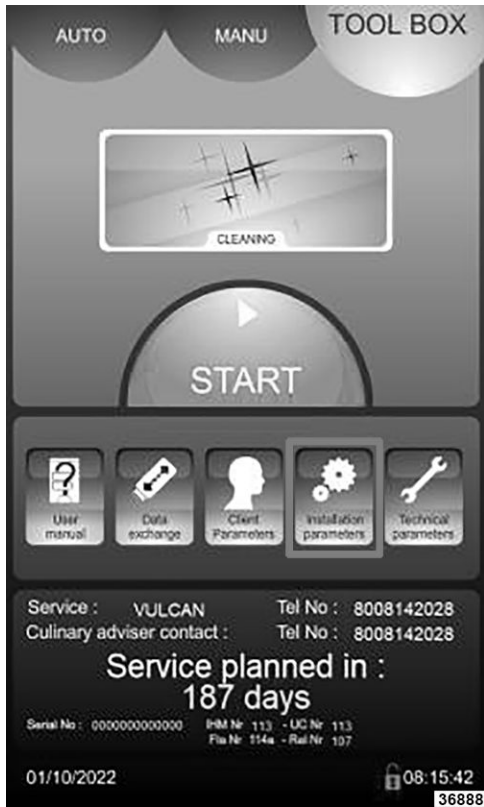 AUTO MANU TOOL BOX
CLEANING
START
User manual
Data exchange
Client Parameters
Installation parameters
Technical parameters
Service : VULCAN Tel No : 8008142028
Culinary adviser contact : Tel No : 8008142028
Service planned in :
187 days
Serial No : 0000000000000 IHM Nr 113 - UC Nr 113
Fla Nr 114a - Ral Nr 107
01/10/2022 08:15:42
36888